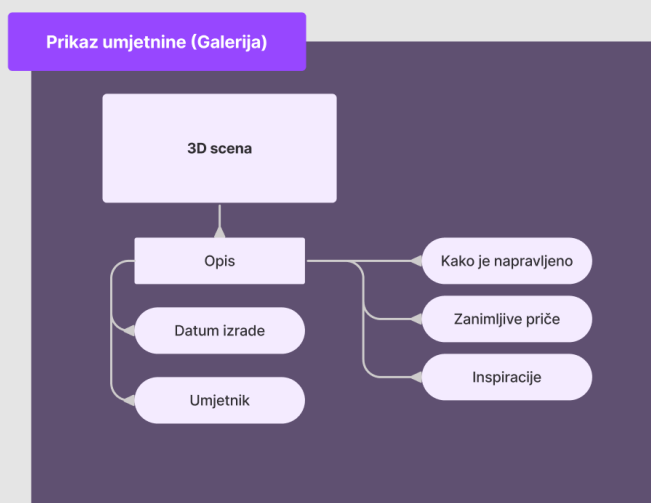 Prikaz umjetnine (Galerija)
3D scena
Opis
Datum izrade
Umjetnik
Kako je napravljeno
Zanimljive priče
Inspiracije